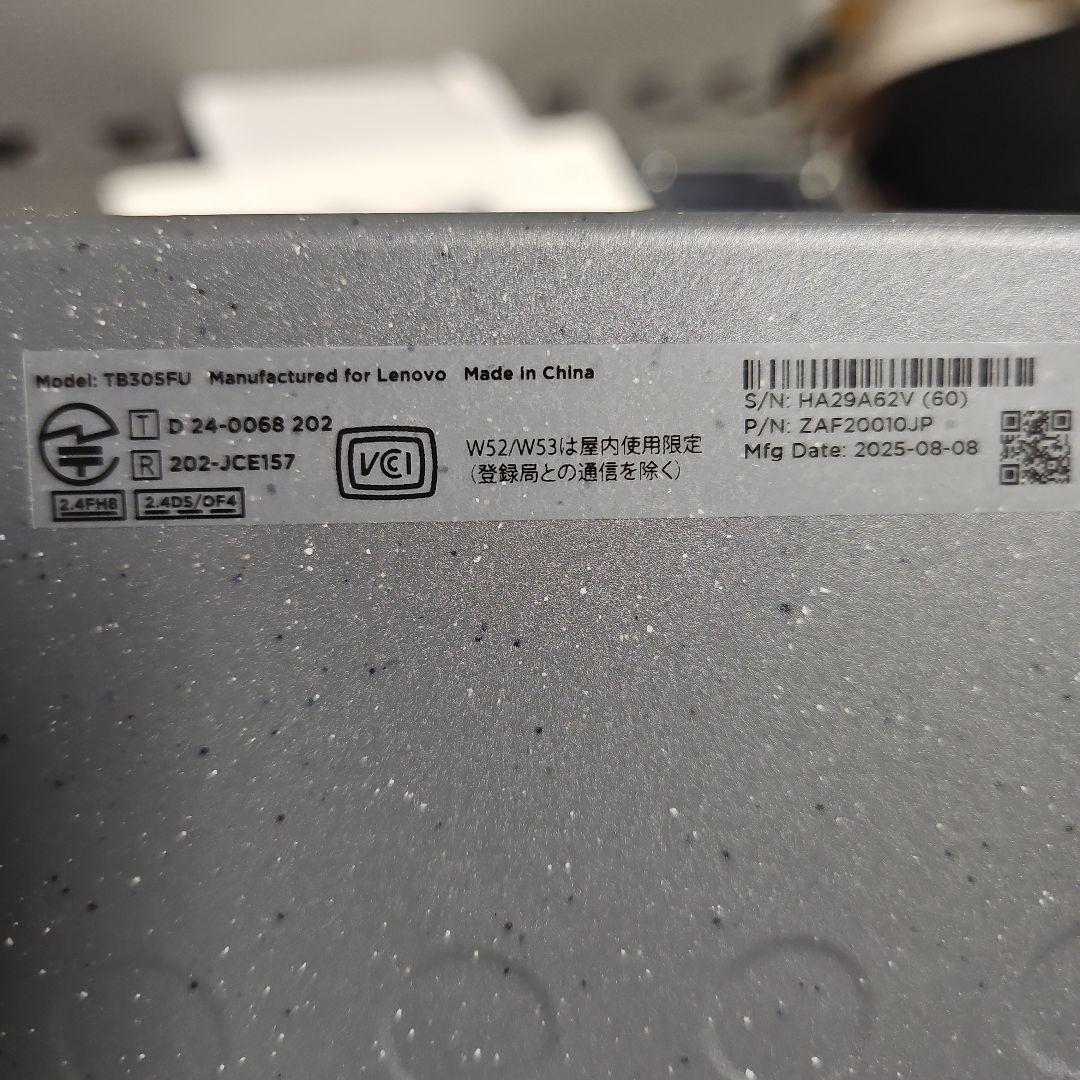 Model: TB305FU Manufactured for Lenovo Made in China
T D 24-0068 202
R 202-JCE157
2.4FH8 2.4DS/OF4
VCCI
W52/W53は屋内使用限定
(登録局との通信を除く)
S/N: HA29A62V (60)
P/N: ZAF20010JP
Mfg Date: 2025-08-08